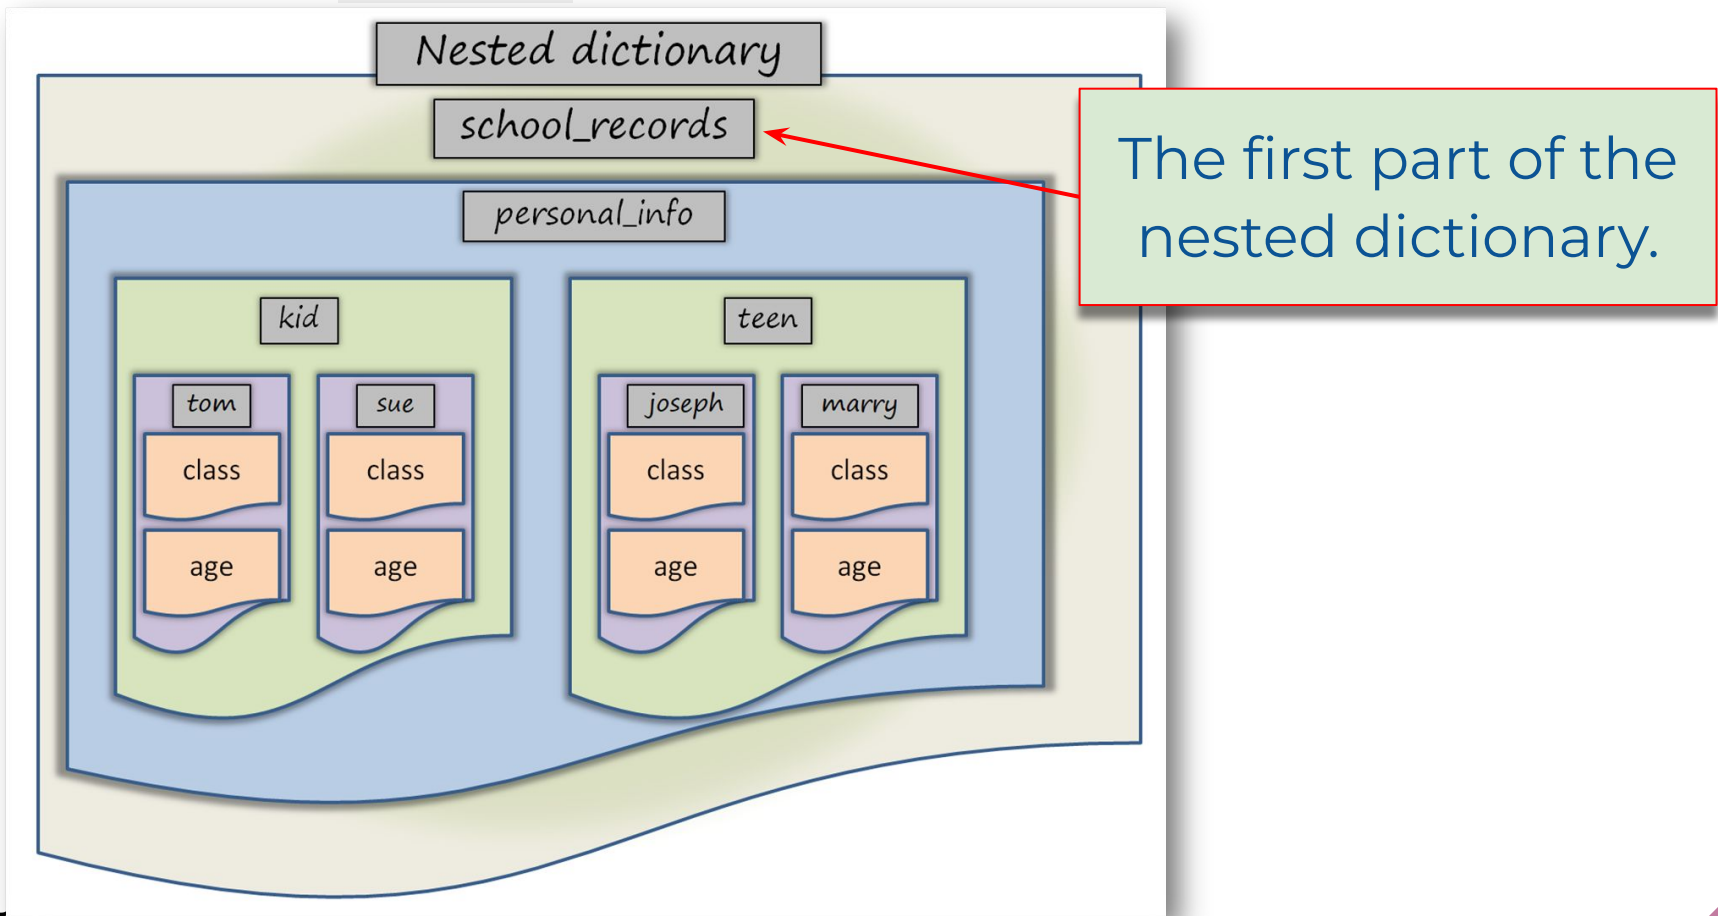 Nested dictionary
school_records
The first part of the
nested dictionary.
personal_info
kid
teen
tom
sue
joseph
marry
class
class
class
class
age
age
age
age